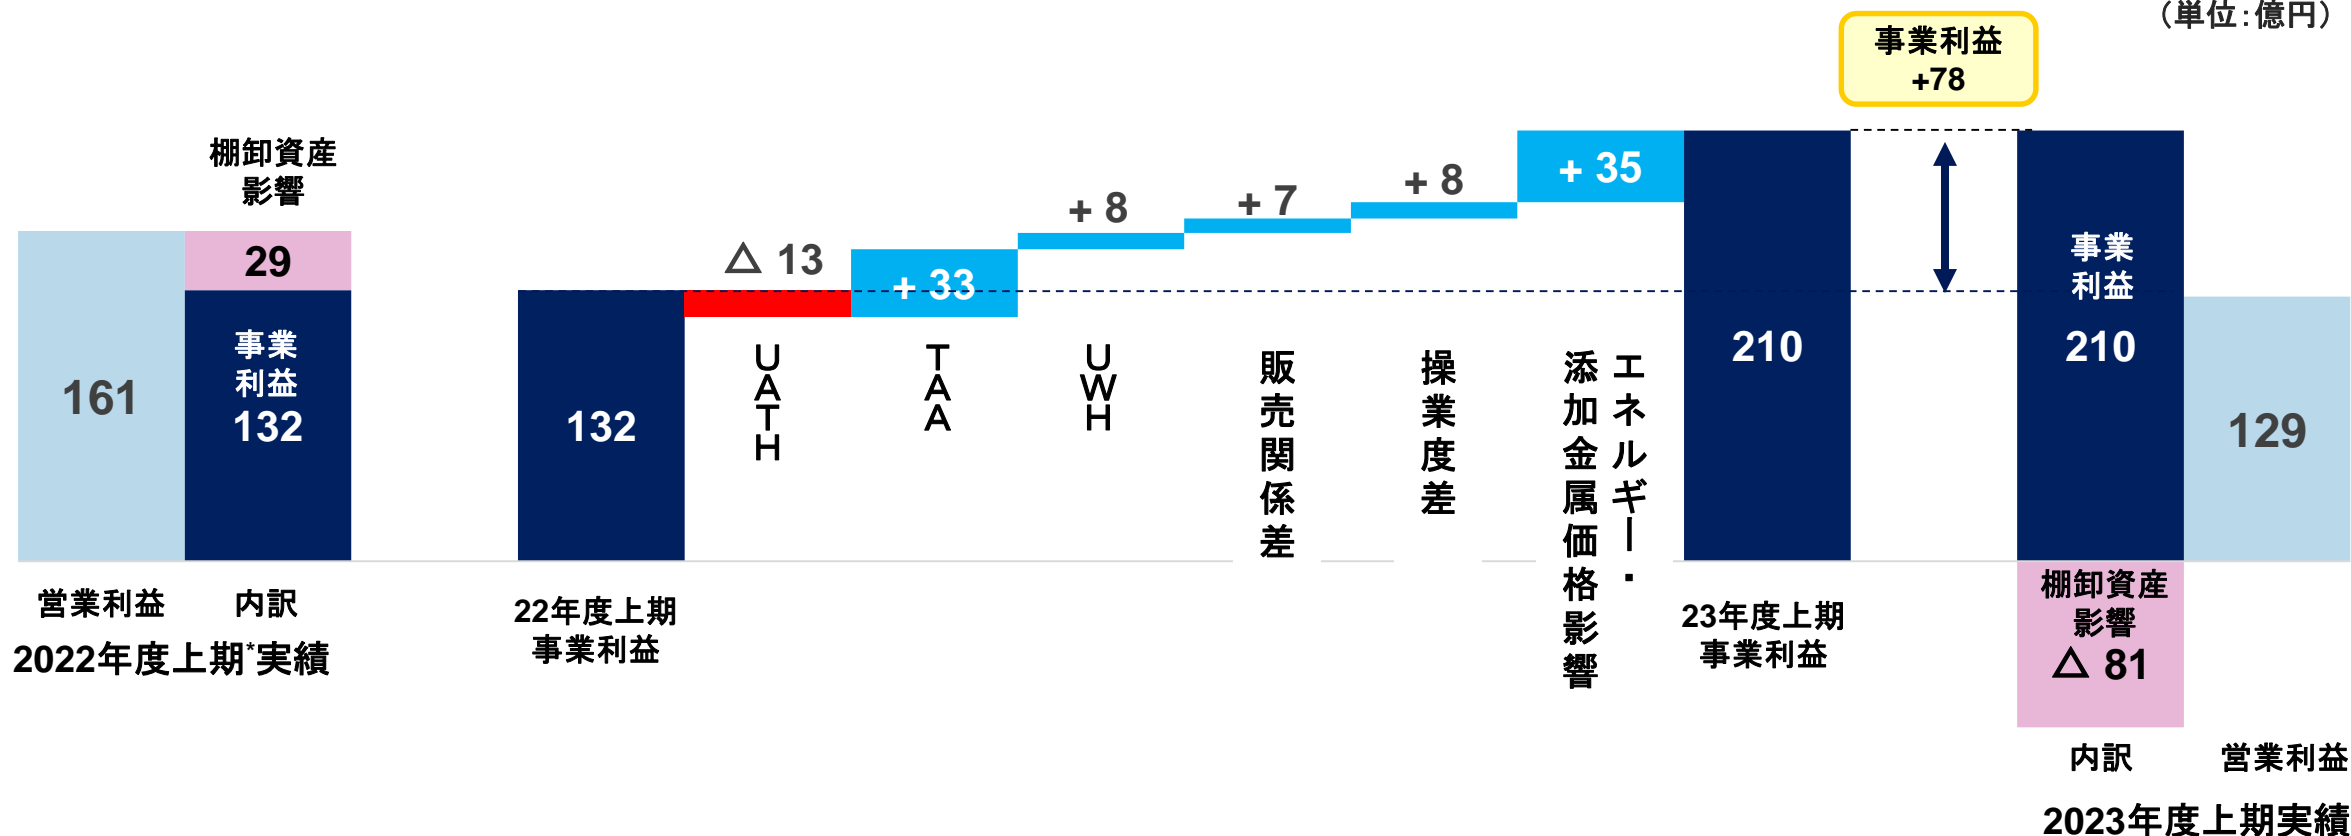 （単位：億円）
事業利益
+78
棚卸資産
影響
29
161
事業
利益
132
営業利益
内訳
2022年度上期*実績
132
22年度上期
事業利益
△ 13
UATH
+ 33
TAA
+ 8
UWH
+ 7
販売関係差
+ 8
操業度差
+ 35
エネルギー・
添加金属価格影響
210
23年度上期
事業利益
事業
利益
210
棚卸資産
影響
△ 81
内訳
129
営業利益
2023年度上期実績